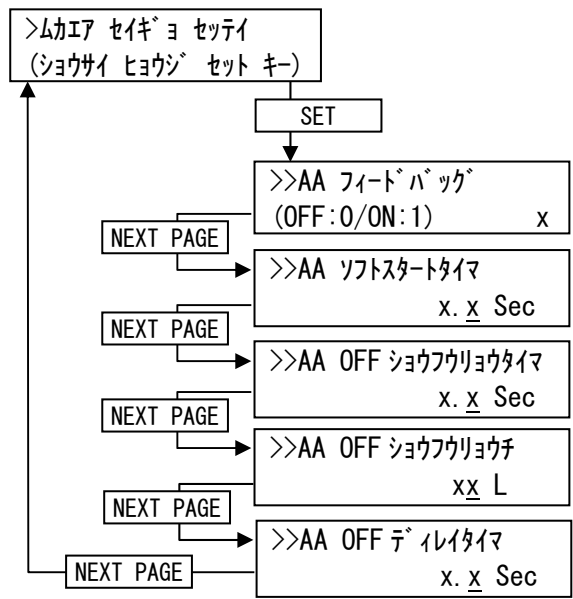 >ﾑｶｴｱ ｾｲｷﾞｮ ｾｯﾃｲ
(ｼｮｳｻｲ ﾋｮｳｼﾞ ｾｯﾄ ｷｰ)
SET
>>AA ﾌｨｰﾄﾞﾊﾞｯｸﾞ
(OFF:0/ON:1) x
NEXT PAGE
>>AA ｿﾌﾄｽﾀｰﾄﾀｲﾏ
x.x Sec
NEXT PAGE
>>AA OFF ｼｮｳﾌｳﾘｮｳﾀｲﾏ
x.x Sec
NEXT PAGE
>>AA OFF ｼｮｳﾌｳﾘｮｳﾁ
xx L
NEXT PAGE
>>AA OFF ﾃﾞｨﾚｲﾀｲﾏ
x.x Sec
NEXT PAGE